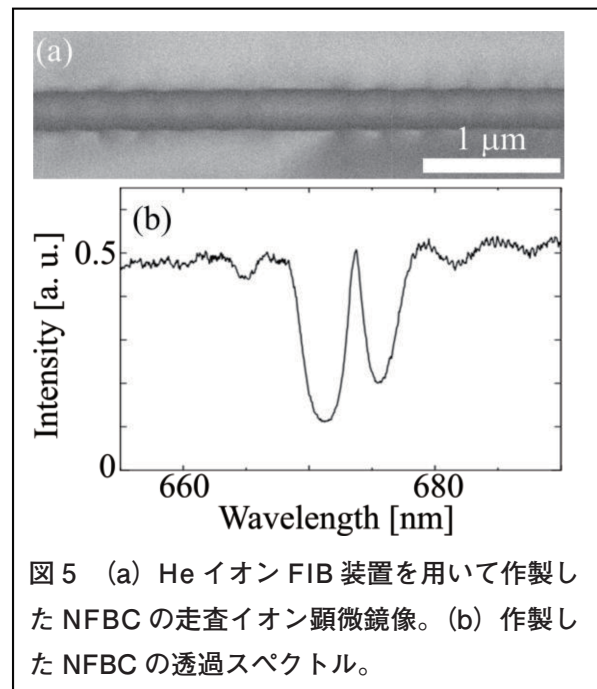 (a)
1 μm
(b)
0.5
0
Intensity [a. u.]
660
680
Wavelength [nm]
図5 (a) He イオン FIB 装置を用いて作製し
た NFBC の走査イオン顕微鏡像。(b) 作製し
た NFBC の透過スペクトル。